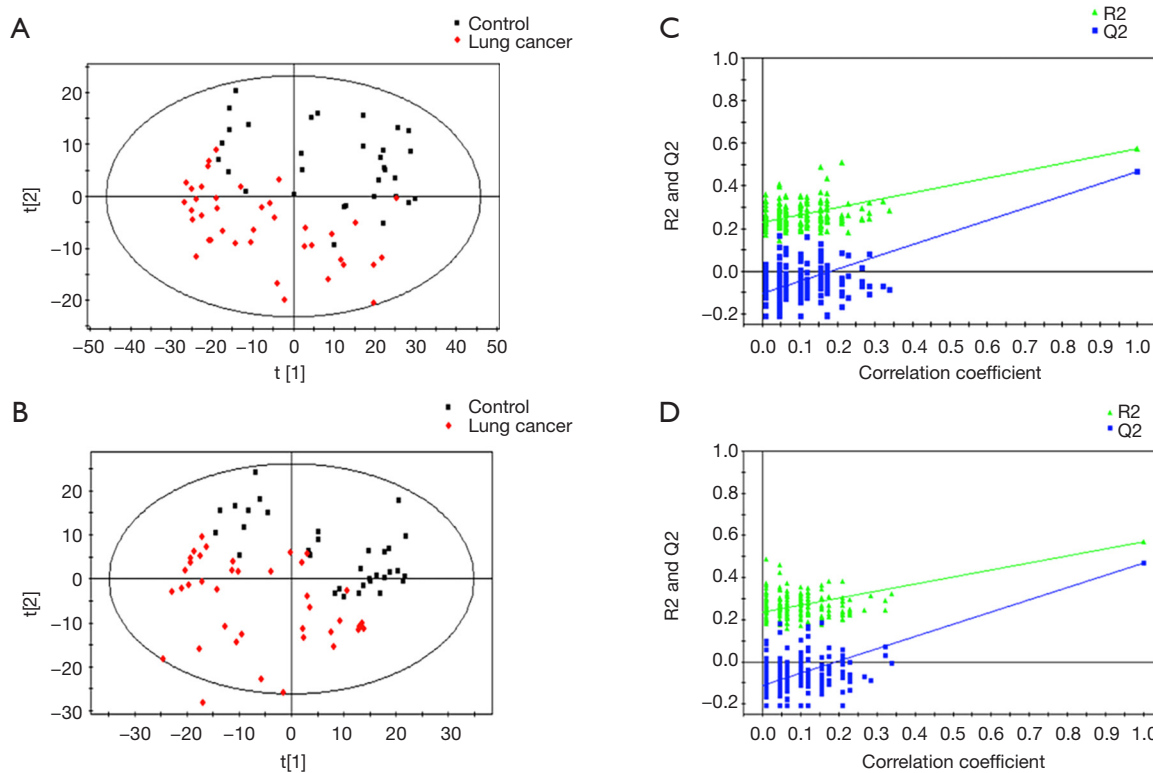 A
Control
Lung cancer
t[2]
20
10
0
−10
−20
−50 −40 −30 −20 −10 0 10 20 30 40 50
t [1]
C
R2
Q2
R2 and Q2
1.0
0.8
0.6
0.4
0.2
0.0
−0.2
0.0 0.1 0.2 0.3 0.4 0.5 0.6 0.7 0.8 0.9 1.0
Correlation coefficient
B
Control
Lung cancer
t[2]
20
10
0
−10
−20
−30
−30 −20 −10 0 10 20 30
t[1]
D
R2
Q2
R2 and Q2
1.0
0.8
0.6
0.4
0.2
0.0
−0.2
0.0 0.1 0.2 0.3 0.4 0.5 0.6 0.7 0.8 0.9 1.0
Correlation coefficient